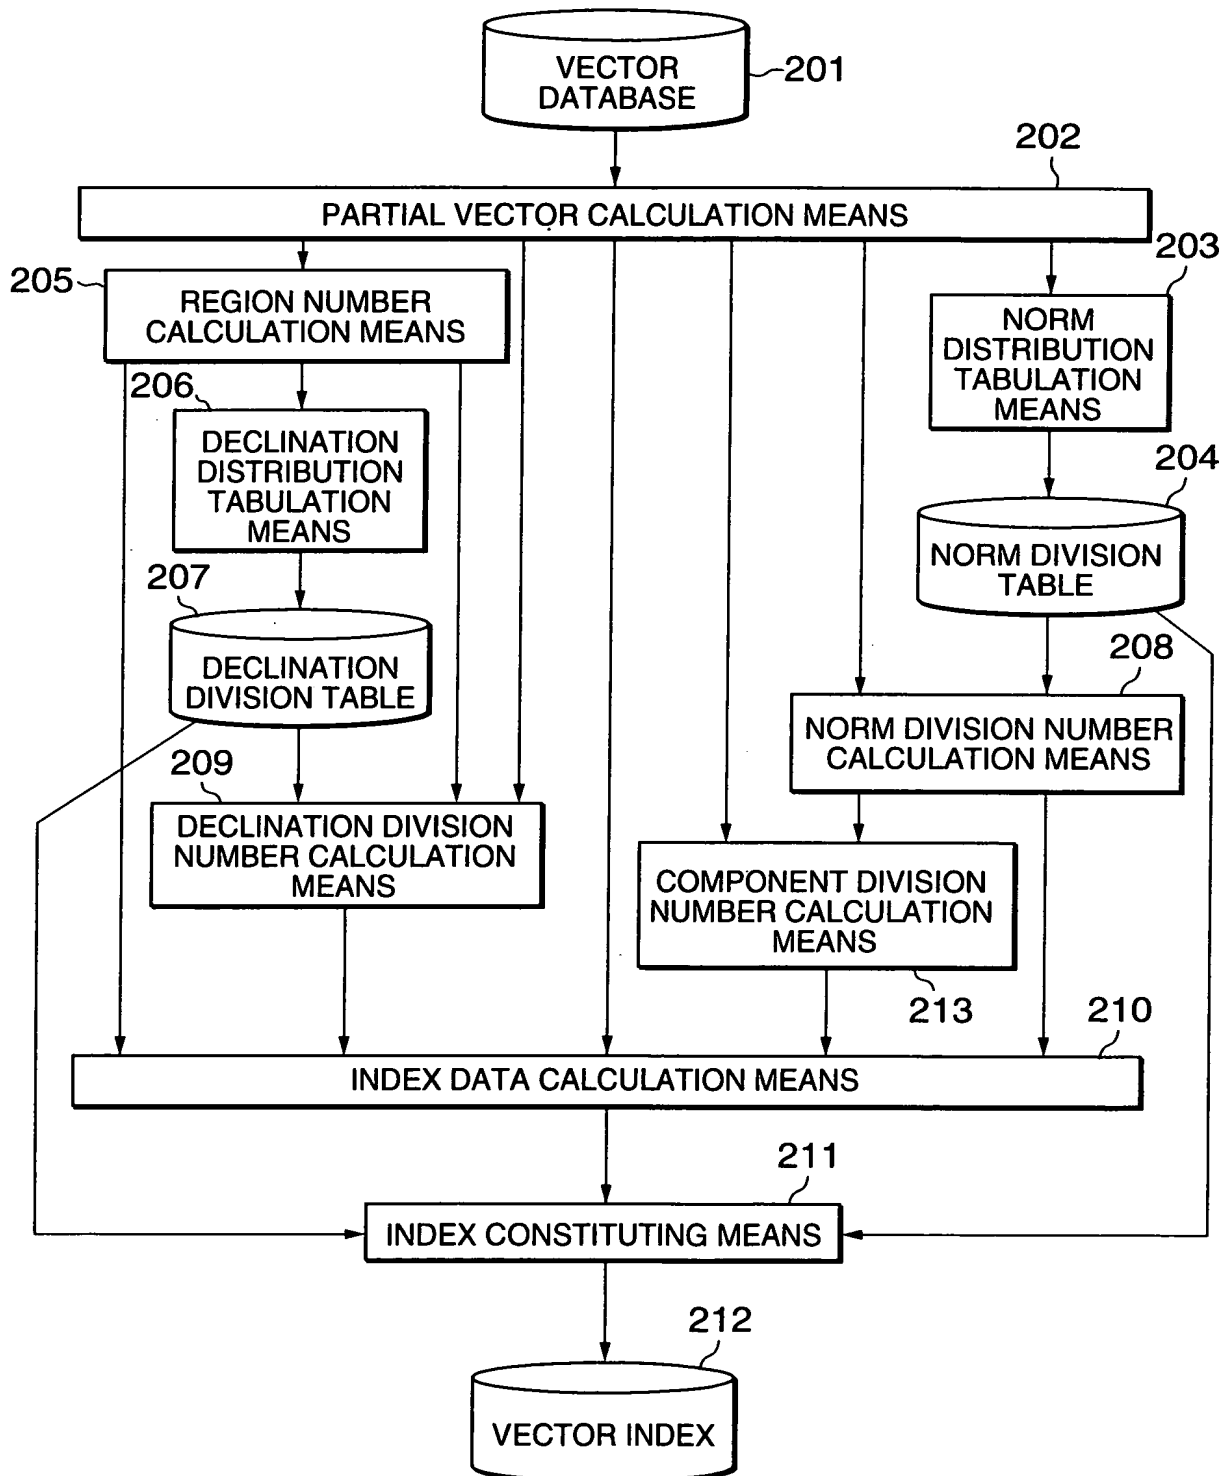 VECTOR
DATABASE
201
202
PARTIAL VECTOR CALCULATION MEANS
203
205
REGION NUMBER
CALCULATION MEANS
NORM
DISTRIBUTION
TABULATION
MEANS
206
DECLINATION
DISTRIBUTION
TABULATION
MEANS
204
NORM DIVISION
TABLE
207
DECLINATION
DIVISION TABLE
208
NORM DIVISION NUMBER
CALCULATION MEANS
209
DECLINATION DIVISION
NUMBER CALCULATION
MEANS
COMPONENT DIVISION
NUMBER CALCULATION
MEANS
213
210
INDEX DATA CALCULATION MEANS
211
INDEX CONSTITUTING MEANS
212
VECTOR INDEX